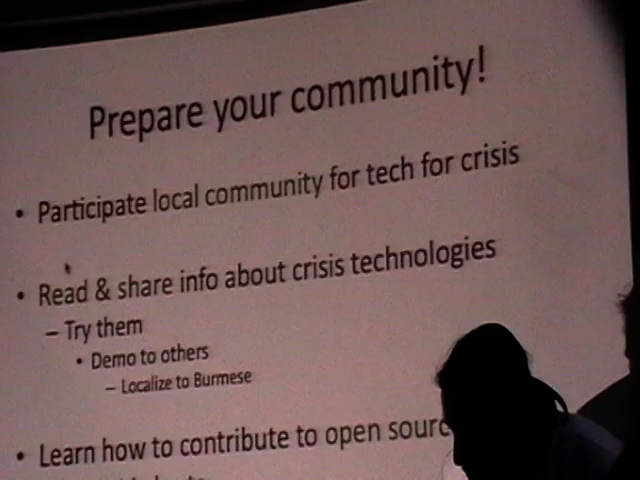 Prepare your community!
• Participate local community for tech for crisis
• Read & share info about crisis technologies
– Try them
• Demo to others
– Localize to Burmese
• Learn how to contribute to open sourc